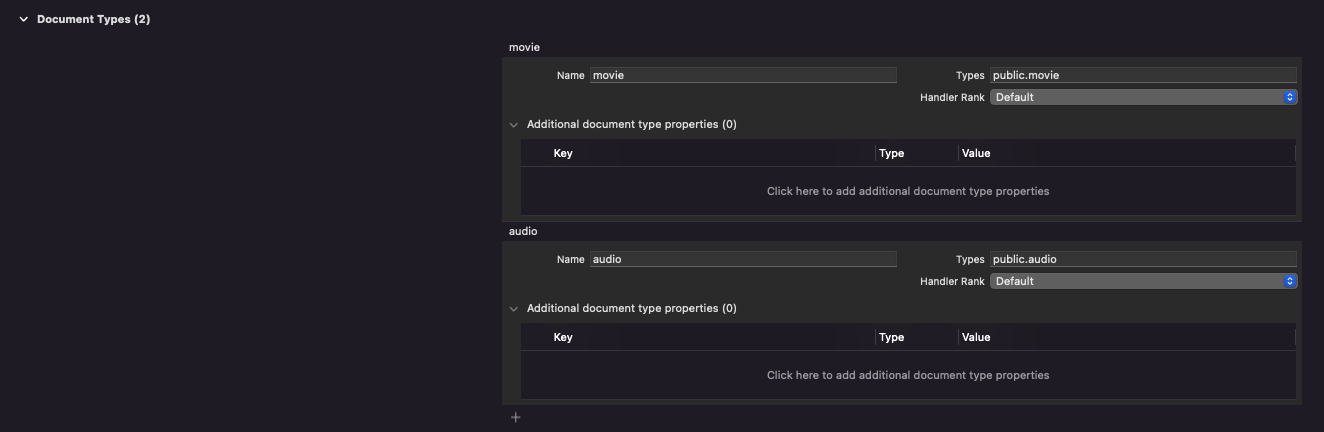 Document Types (2)
movie
Name movie Types public.movie
Handler Rank Default
Additional document type properties (0)
Key Type Value
Click here to add additional document type properties
audio
Name audio Types public.audio
Handler Rank Default
Additional document type properties (0)
Key Type Value
Click here to add additional document type properties